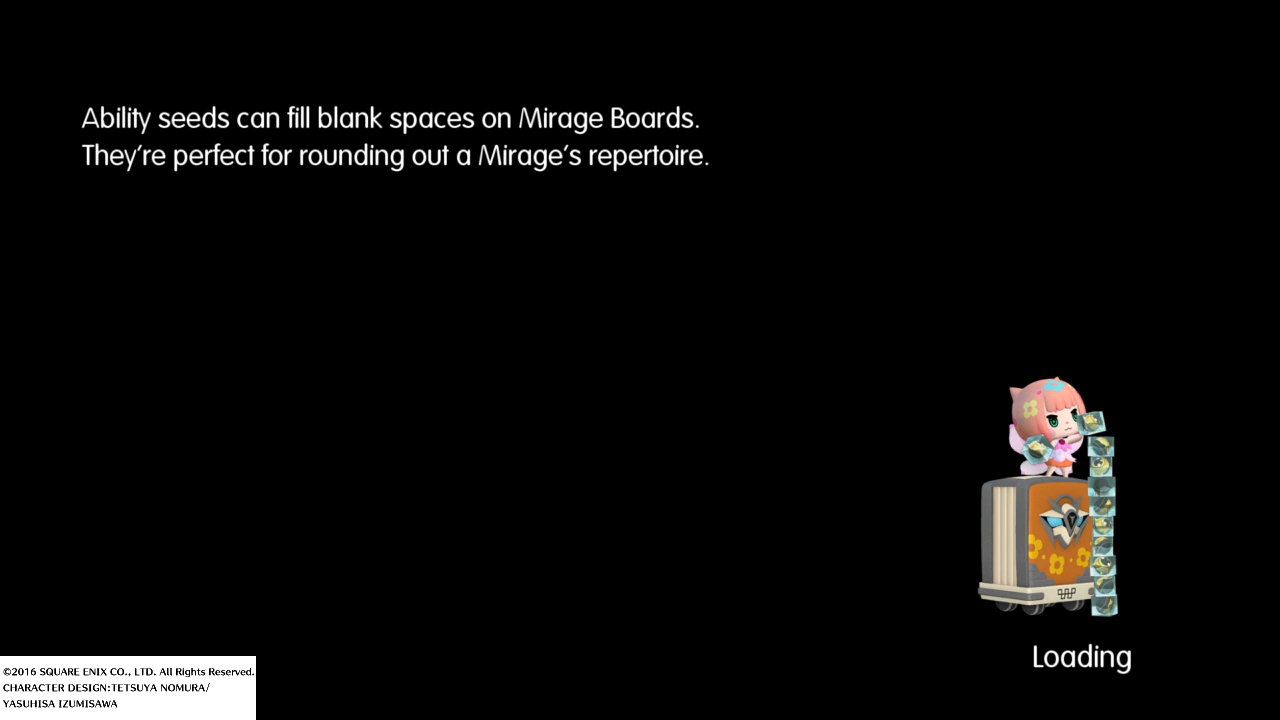 Ability seeds can fill blank spaces on Mirage Boards.
They're perfect for rounding out a Mirage's repertoire.
Loading
©2016 SQUARE ENIX CO., LTD. All Rights Reserved.
CHARACTER DESIGN:TETSUYA NOMURA/
YASUHISA IZUMISAWA